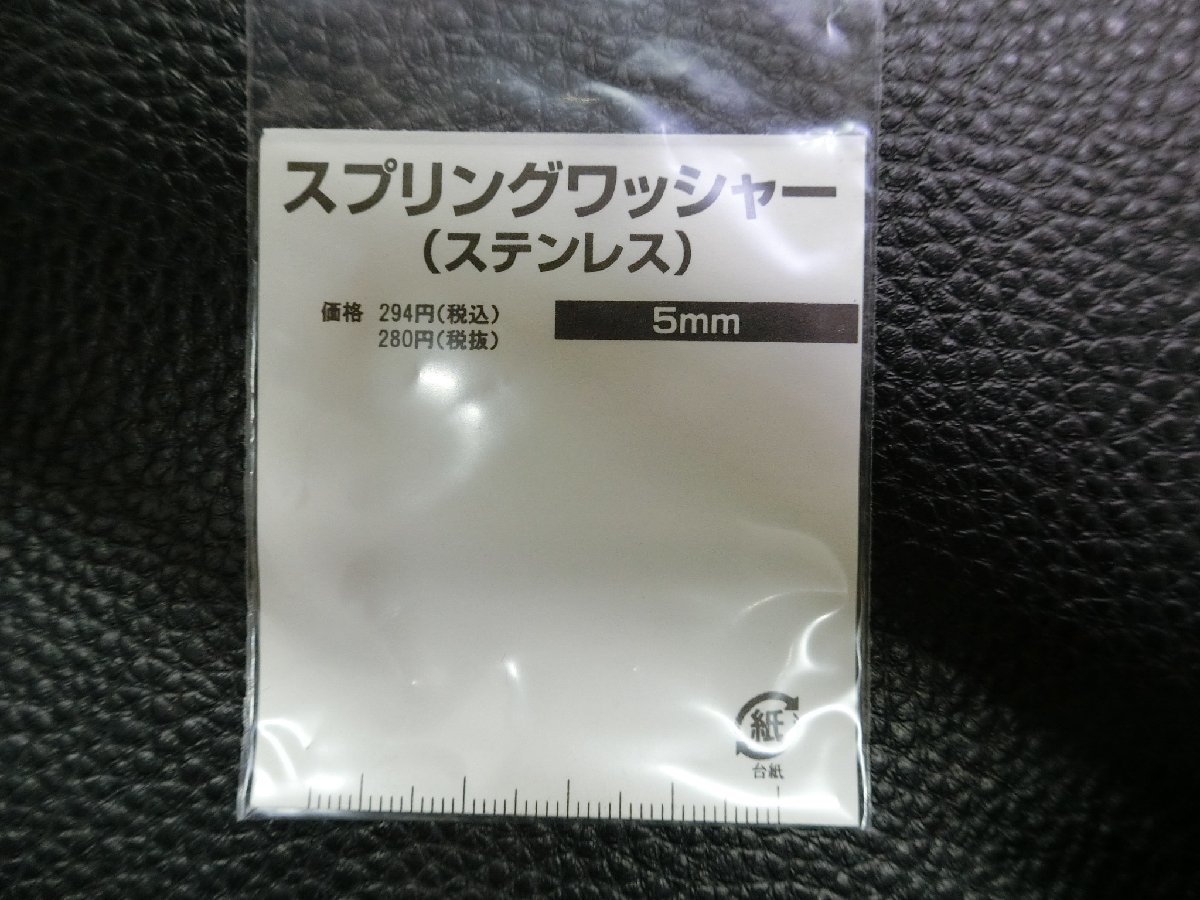 スプリングワッシャー
(ステンレス)
価格 294円(税込)
280円(税抜)
5mm
紙
台紙